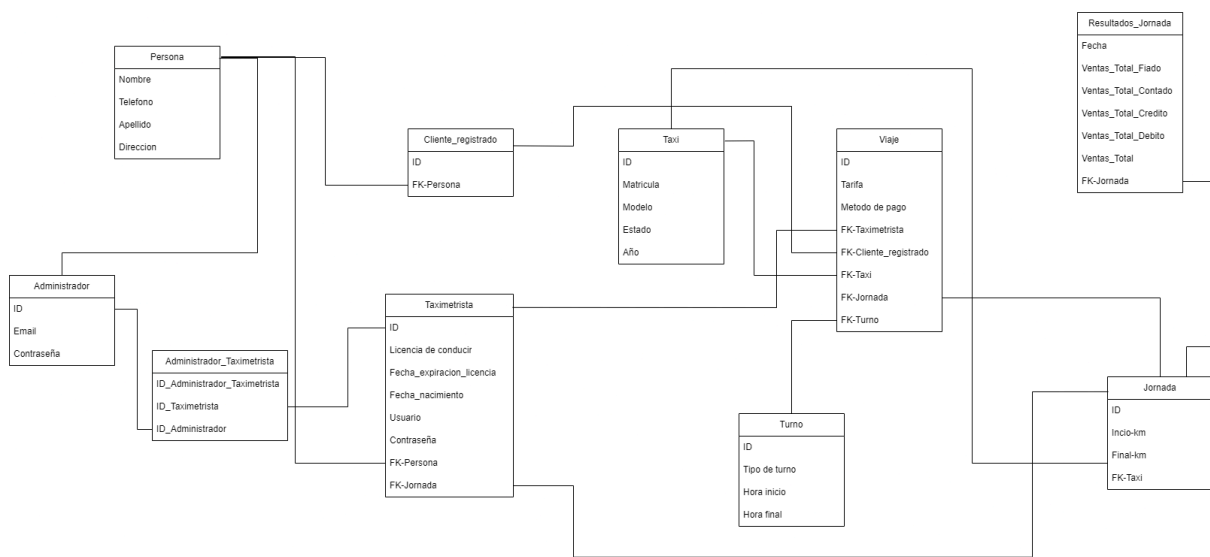 Persona
Nombre
Telefono
Apellido
Direccion
Cliente_registrado
ID
FK-Persona
Taxi
ID
Matricula
Modelo
Estado
Año
Viaje
ID
Tarifa
Metodo de pago
FK-Taximetrista
FK-Cliente_registrado
FK-Taxi
FK-Jornada
FK-Turno
Resultados_Jornada
Fecha
Ventas_Total_Fiado
Ventas_Total_Contado
Ventas_Total_Credito
Ventas_Total_Debito
Ventas_Total
FK-Jornada
Administrador
ID
Email
Contraseña
Administrador_Taximetrista
ID_Administrador_Taximetrista
ID_Taximetrista
ID_Administrador
Taximetrista
ID
Licencia de conducir
Fecha_expiracion_licencia
Fecha_nacimiento
Usuario
Contraseña
FK-Persona
FK-Jornada
Turno
ID
Tipo de turno
Hora inicio
Hora final
Jornada
ID
Incio-km
Final-km
FK-Taxi